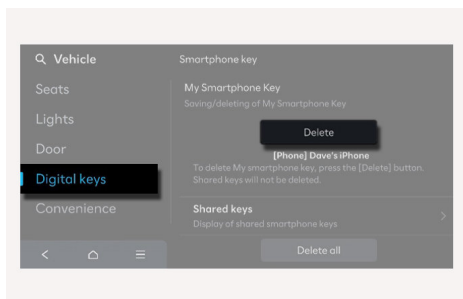 Vehicle
Seats
Lights
Door
Digital keys
Convenience
Smartphone key
My Smartphone Key
Saving/deleting of My Smartphone Key
Delete
[Phone] Dave's iPhone
To delete My smartphone key, press the [Delete] button.
Shared keys will not be deleted.
Shared keys
Display of shared smartphone keys
Delete all